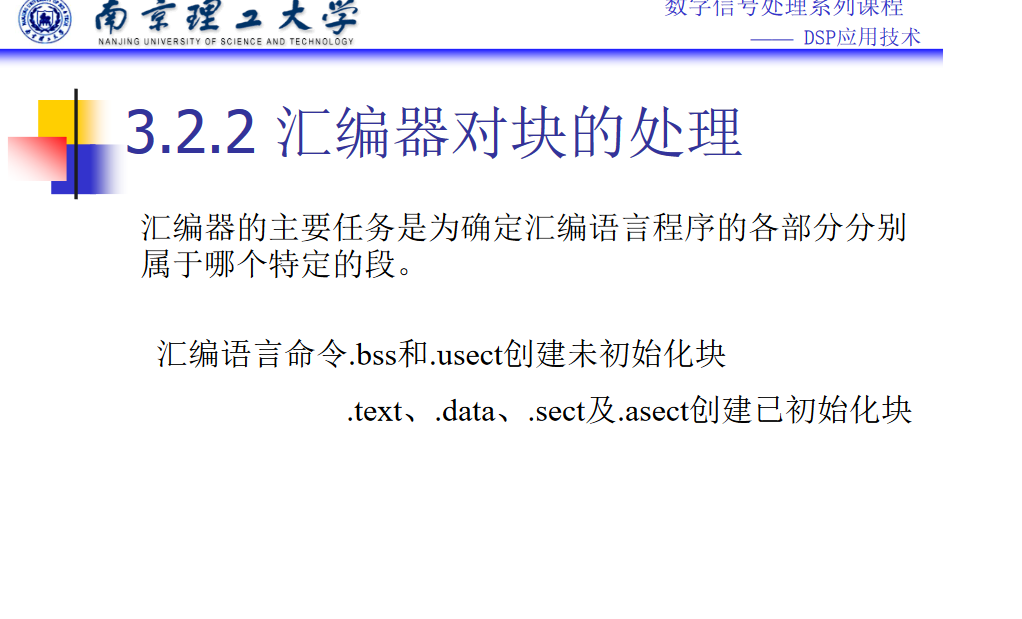 南京理工大学
NANJING UNIVERSITY OF SCIENCE AND TECHNOLOGY
数字信号处理系列课程
—— DSP应用技术
3.2.2 汇编器对块的处理
汇编器的主要任务是为确定汇编语言程序的各部分分别
属于哪个特定的段。
汇编语言命令.bss和.usect创建未初始化块
.text、.data、.sect及.asect创建已初始化块